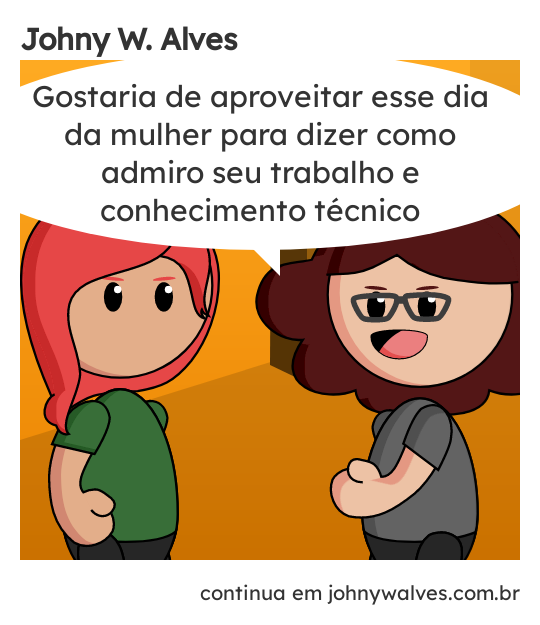 Johny W. Alves
Gostaria de aproveitar esse dia
da mulher para dizer como
admiro seu trabalho e
conhecimento técnico
continua em johnywalves.com.br